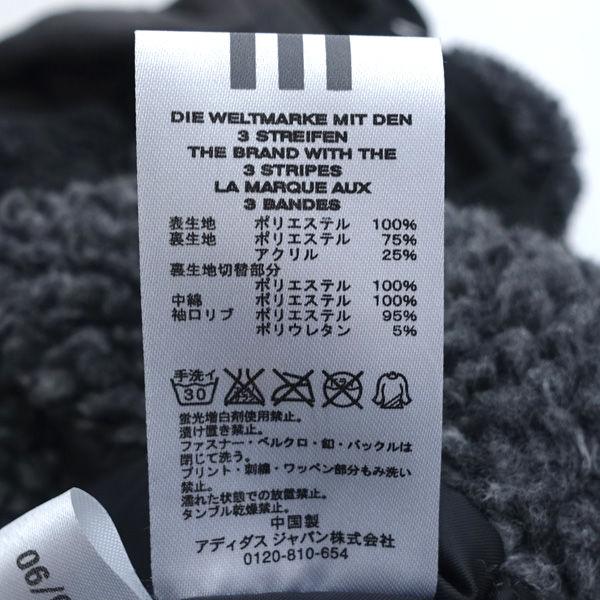 DIE WELTMARKE MIT DEN
3 STREIFEN
THE BRAND WITH THE
3 STRIPES
LA MARQUE AUX
3 BANDES
表生地 ポリエステル 100%
裏生地 ポリエステル 75%
アクリル 25%
裏生地切替部分
ポリエステル 100%
中綿 ポリエステル 100%
袖口リブ ポリエステル 95%
ポリウレタン 5%
手洗イ
30
蛍光増白剤使用禁止。
漬け置き禁止。
ファスナー・ベルクロ・釦・バックルは
閉じて洗う。
プリント・刺繍・ワッペン部分もみ洗い
禁止。
濡れた状態での放置禁止。
タンブル乾燥禁止。
中国製
アディダス ジャパン株式会社
0120-810-654